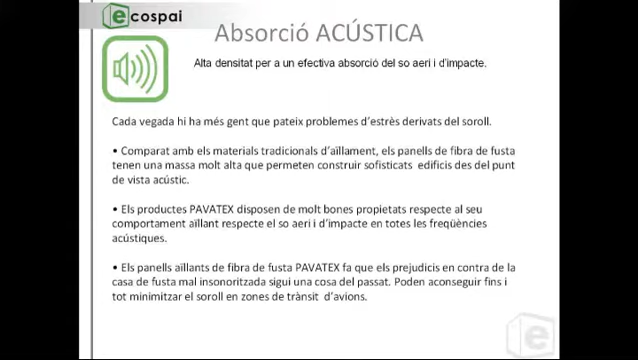 ecospai
Absorció ACÚSTICA
Alta densitat per a un efectiva absorció del so aeri i d'impacte.
Cada vegada hi ha més gent que pateix problemes d'estrès derivats del soroll.
• Comparat amb els materials tradicionals d'aïllament, els panells de fibra de fusta
tenen una massa molt alta que permeten construir sofisticats edificis des del punt
de vista acústic.
• Els productes PAVATEX disposen de molt bones propietats respecte al seu
comportament aïllant respecte el so aeri i d'impacte en totes les freqüències
acústiques.
• Els panells aïllants de fibra de fusta PAVATEX fa que els prejudicis en contra de la
casa de fusta mal insonoritzada sigui una cosa del passat. Poden aconseguir fins i
tot minimitzar el soroll en zones de trànsit d'avions.
e